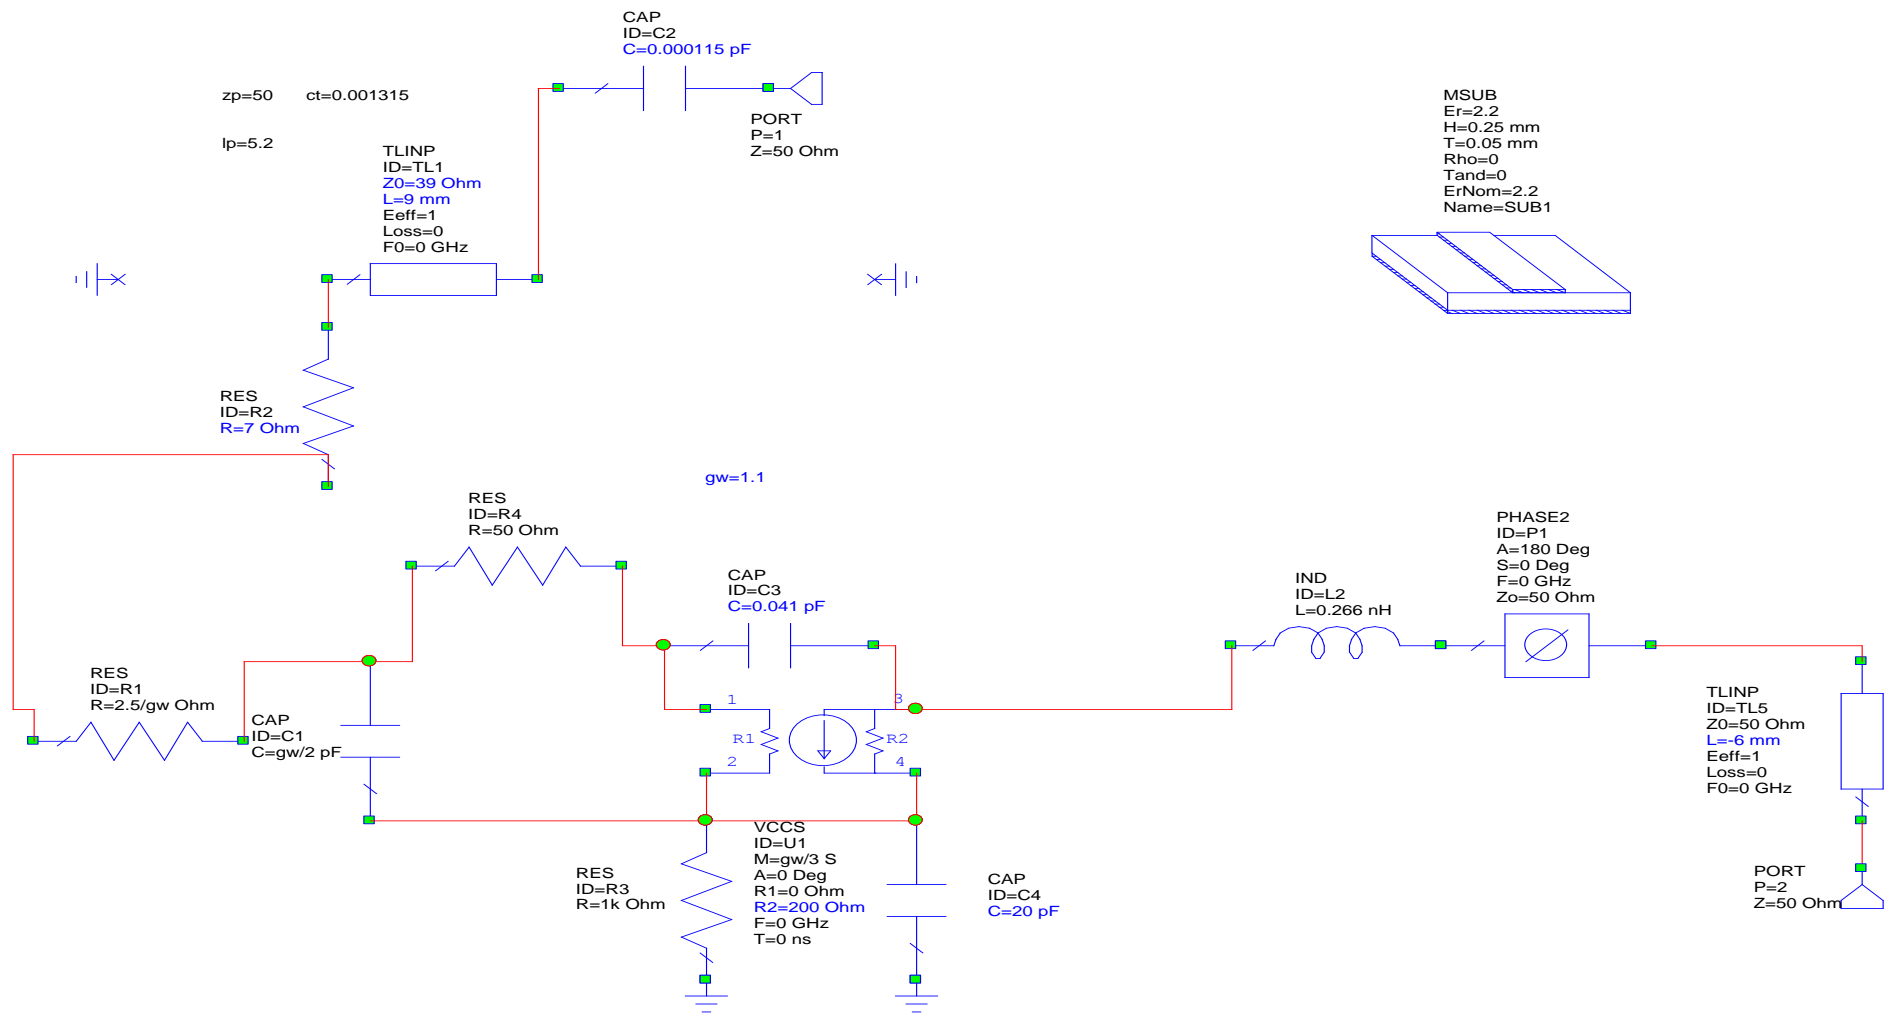 CAP
ID=C2
C=0.000115 pF
zp=50
ct=0.001315
lp=5.2
PORT
P=1
Z=50 Ohm
MSUB
Er=2.2
H=0.25 mm
T=0.05 mm
Rho=0
Tand=0
ErNom=2.2
Name=SUB1
TLINP
ID=TL1
Z0=39 Ohm
L=9 mm
Eeff=1
Loss=0
F0=0 GHz
RES
ID=R2
R=7 Ohm
gw=1.1
RES
ID=R4
R=50 Ohm
CAP
ID=C3
C=0.041 pF
PHASE2
ID=P1
A=180 Deg
S=0 Deg
F=0 GHz
Zo=50 Ohm
IND
ID=L2
L=0.266 nH
RES
ID=R1
R=2.5/gw Ohm
CAP
ID=C1
C=gw/2 pF
1
3
R1
R2
2
4
TLINP
ID=TL5
Z0=50 Ohm
L=-6 mm
Eeff=1
Loss=0
F0=0 GHz
VCCS
ID=U1
M=gw/3 S
A=0 Deg
R1=0 Ohm
R2=200 Ohm
F=0 GHz
T=0 ns
RES
ID=R3
R=1k Ohm
CAP
ID=C4
C=20 pF
PORT
P=2
Z=50 Ohm